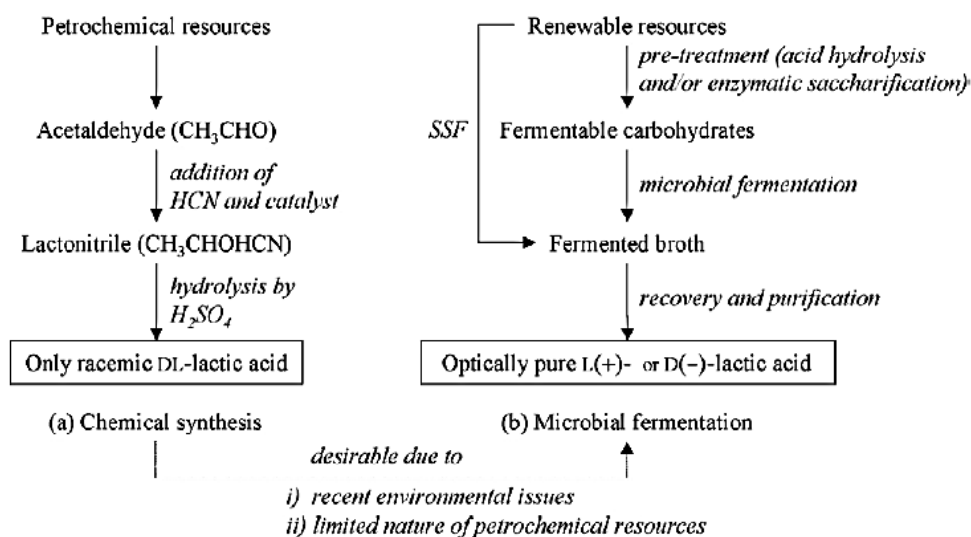 Petrochemical resources
Acetaldehyde (CH₃CHO)
addition of
HCN and catalyst
Lactonitrile (CH₃CHOHCN)
hydrolysis by
H₂SO₄
Only racemic DL-lactic acid
(a) Chemical synthesis
Renewable resources
pre-treatment (acid hydrolysis
and/or enzymatic saccharification)
SSF
Fermentable carbohydrates
microbial fermentation
Fermented broth
recovery and purification
Optically pure L(+)- or D(−)-lactic acid
(b) Microbial fermentation
desirable due to
i) recent environmental issues
ii) limited nature of petrochemical resources